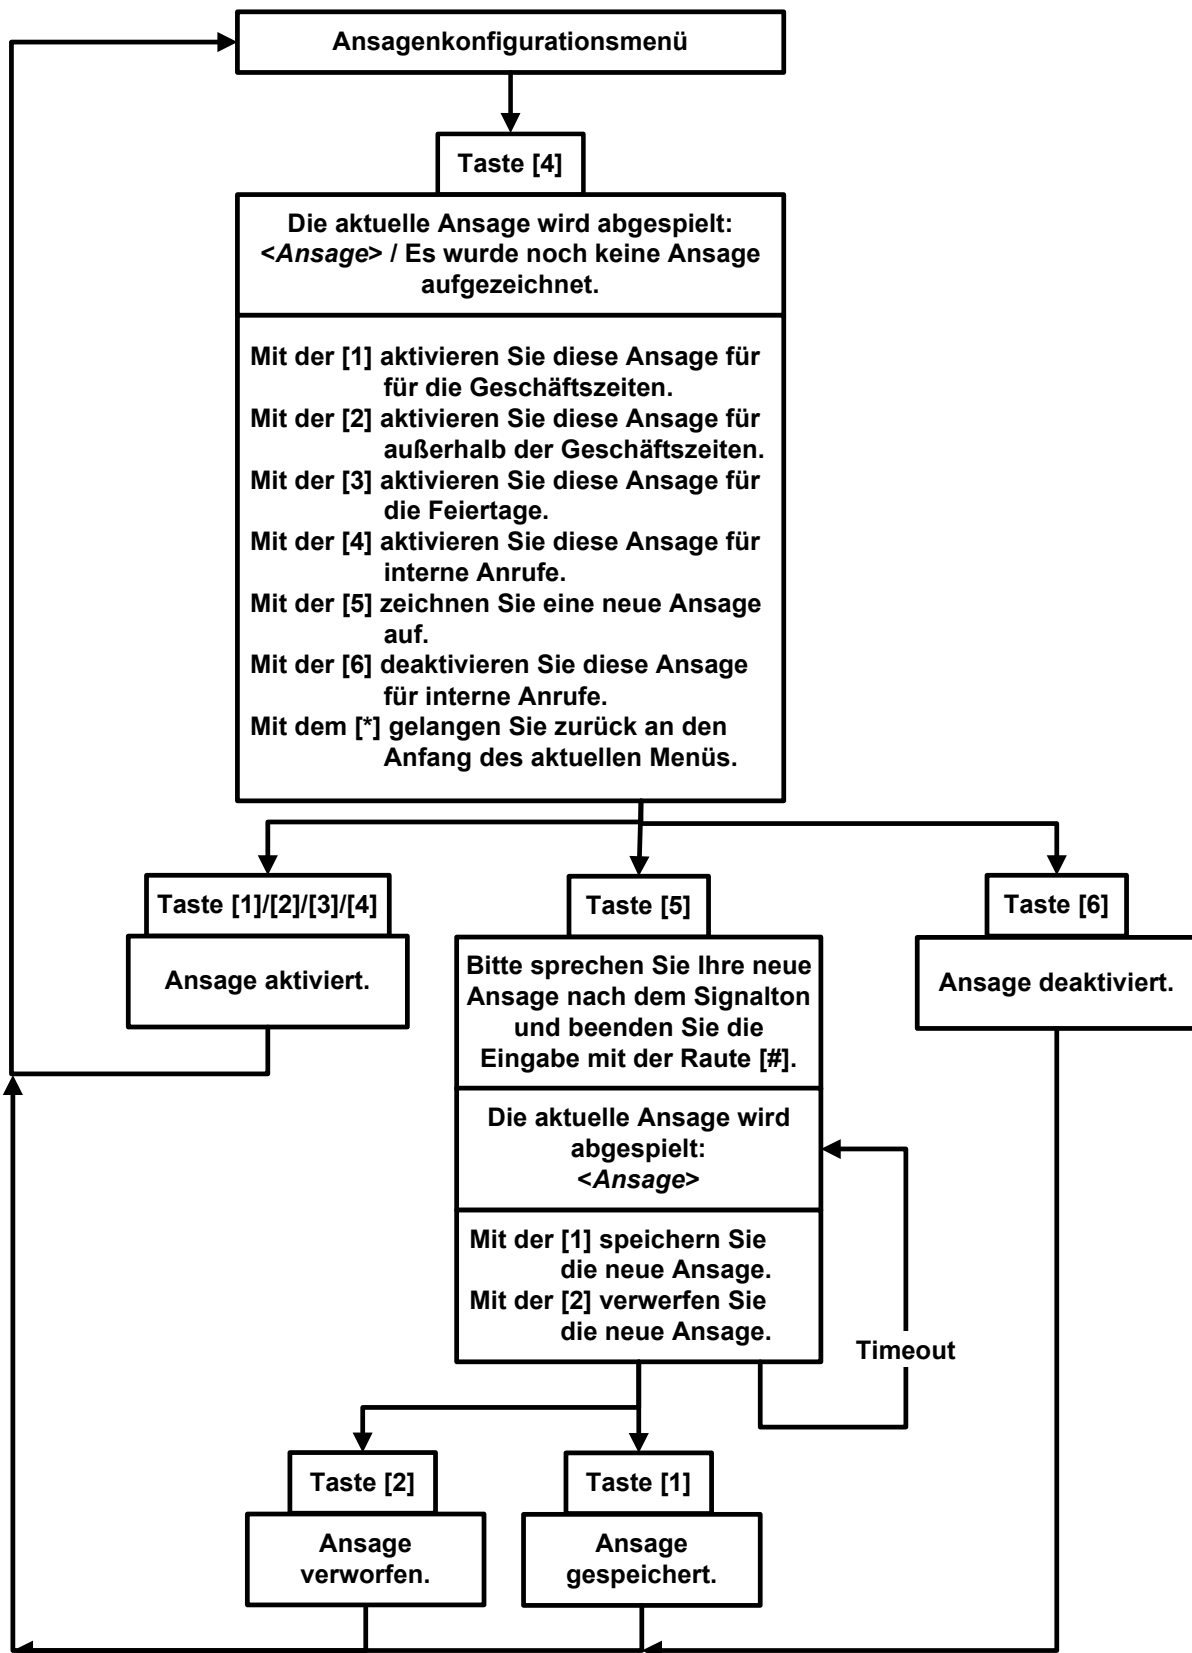 Ansagenkonfigurationsmenü
Taste [4]
Die aktuelle Ansage wird abgespielt:
<Ansage> / Es wurde noch keine Ansage
aufgezeichnet.
Mit der [1] aktivieren Sie diese Ansage für
für die Geschäftszeiten.
Mit der [2] aktivieren Sie diese Ansage für
außerhalb der Geschäftszeiten.
Mit der [3] aktivieren Sie diese Ansage für
die Feiertage.
Mit der [4] aktivieren Sie diese Ansage für
interne Anrufe.
Mit der [5] zeichnen Sie eine neue Ansage
auf.
Mit der [6] deaktivieren Sie diese Ansage
für interne Anrufe.
Mit dem [*] gelangen Sie zurück an den
Anfang des aktuellen Menüs.
Taste [1]/[2]/[3]/[4]
Ansage aktiviert.
Taste [5]
Bitte sprechen Sie Ihre neue
Ansage nach dem Signalton
und beenden Sie die
Eingabe mit der Raute [#].
Die aktuelle Ansage wird
abgespielt:
<Ansage>
Mit der [1] speichern Sie
die neue Ansage.
Mit der [2] verwerfen Sie
die neue Ansage.
Timeout
Taste [6]
Ansage deaktiviert.
Taste [2]
Ansage
verworfen.
Taste [1]
Ansage
gespeichert.